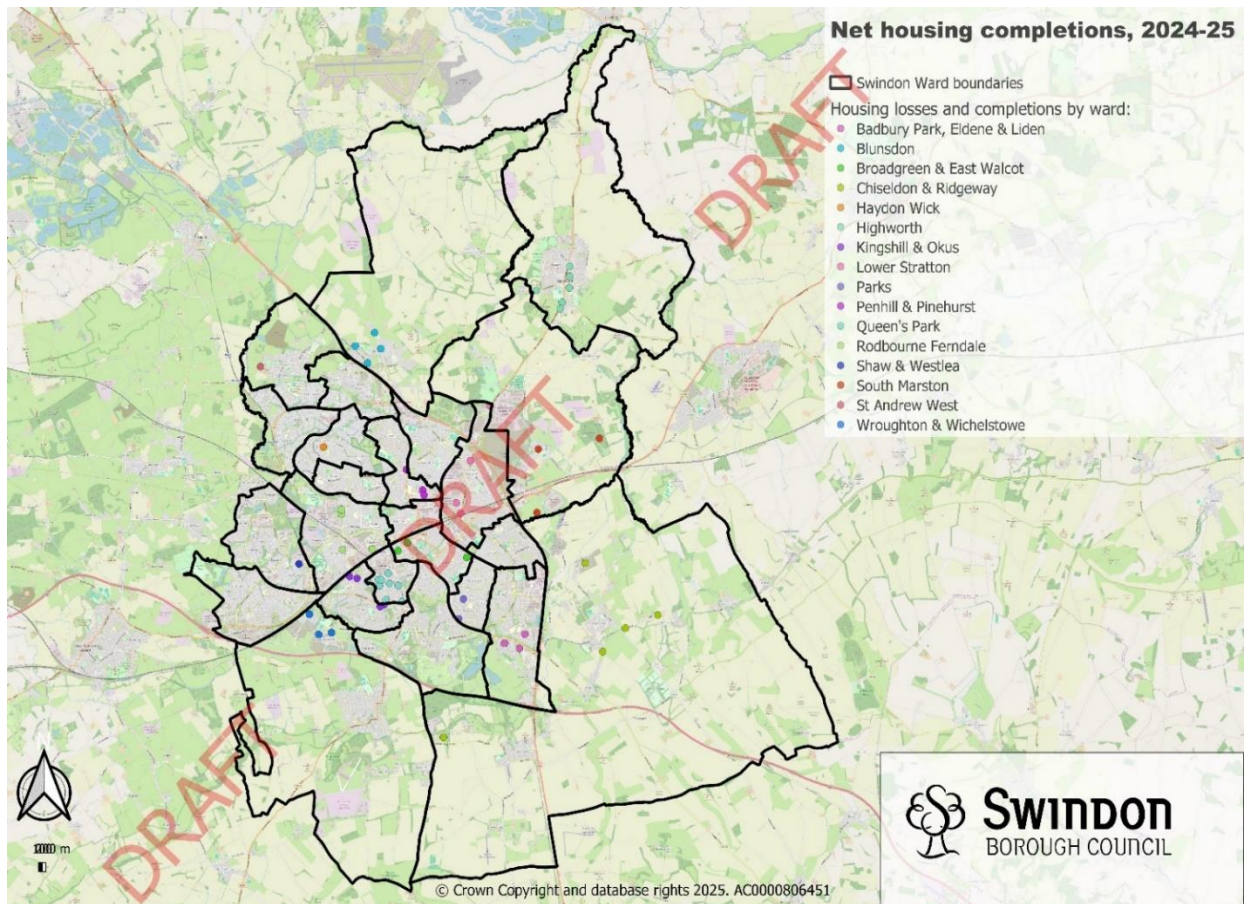 Net housing completions, 2024-25
Swindon Ward boundaries
Housing losses and completions by ward:
Badbury Park, Eldene & Liden
Blunsdon
Broadgreen & East Walcot
Chiseldon & Ridgeway
Haydon Wick
Highworth
Kingshill & Okus
Lower Stratton
Parks
Penhill & Pinehurst
Queen's Park
Rodbourne Ferndale
Shaw & Westlea
South Marston
St Andrew West
Wroughton & Wichelstowe
DRAFT
DRAFT
DRAFT
SWINDON
BOROUGH COUNCIL
© Crown Copyright and database rights 2025. AC0000806451